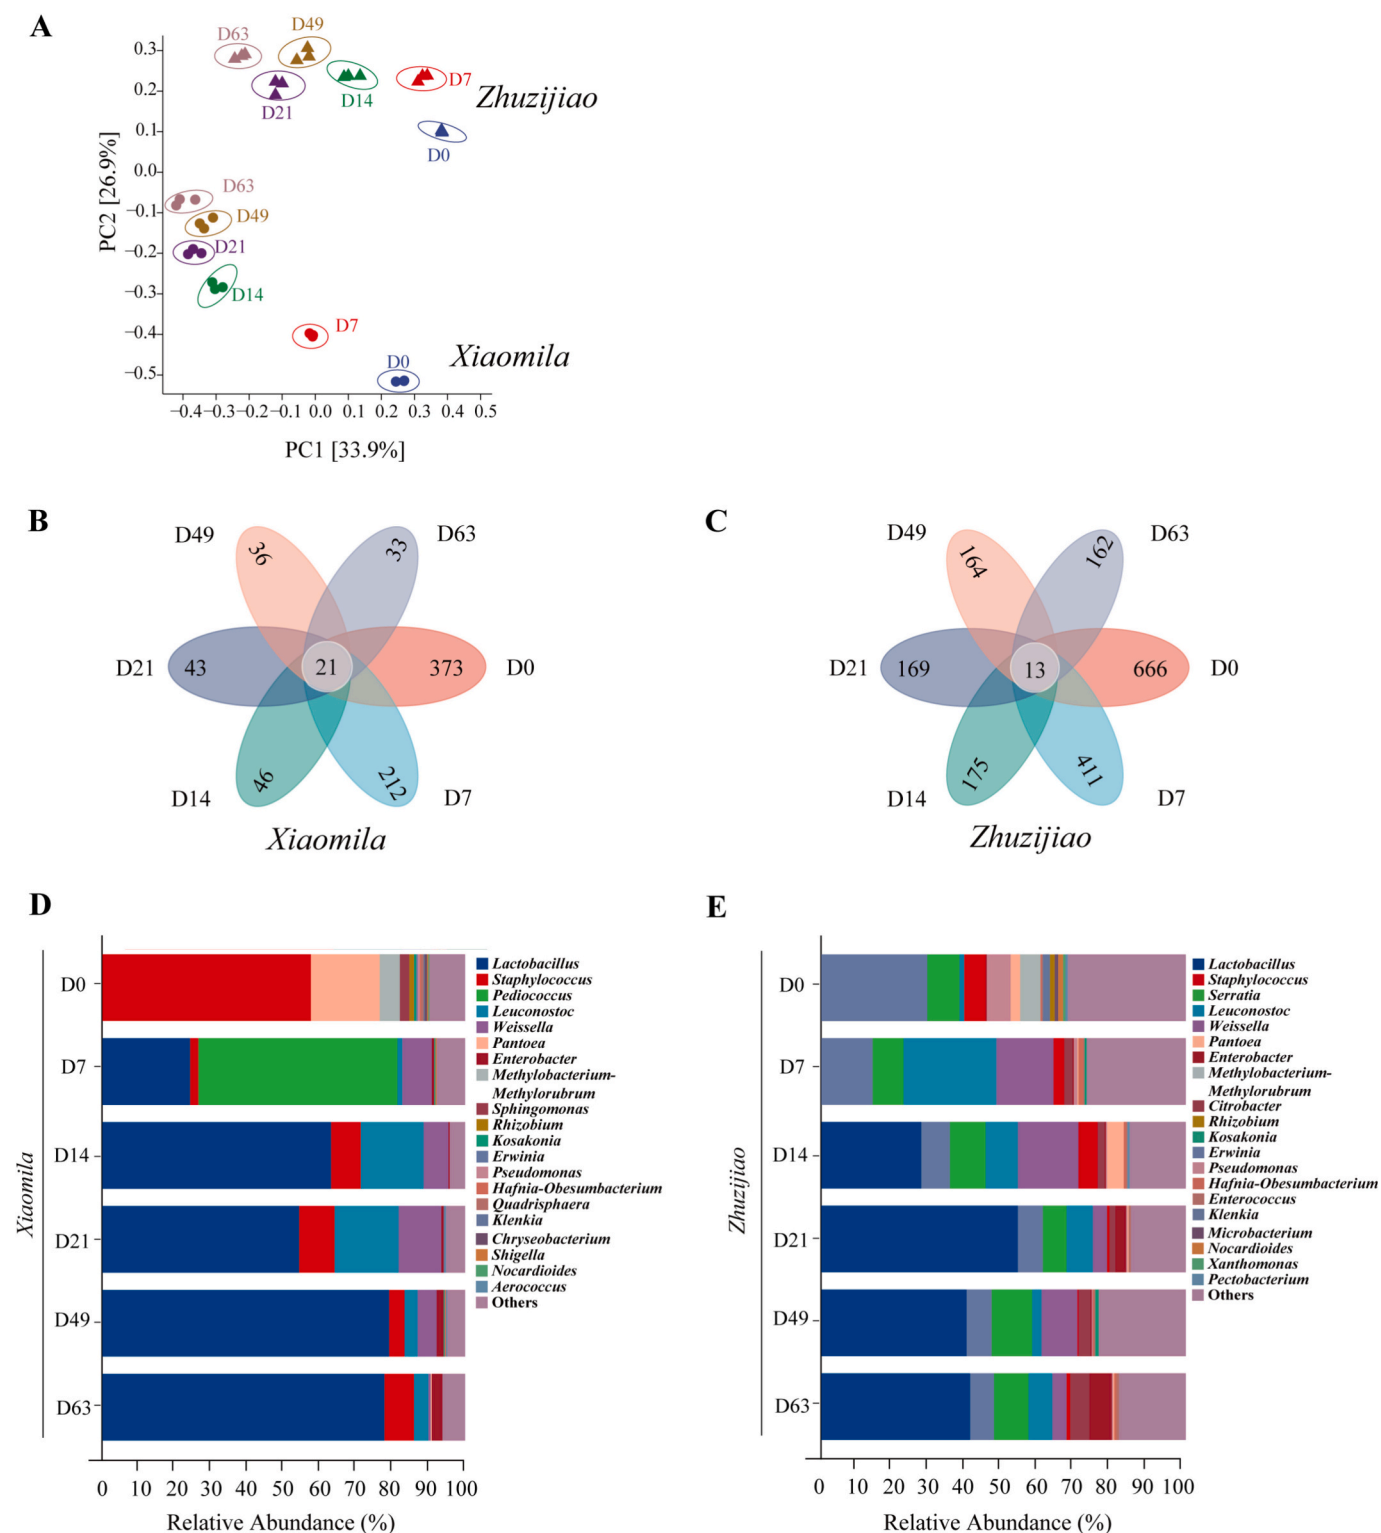 A
D63
D49
D21
D14
D7
Zhuzijiao
D0
D63
D49
D21
D14
D7
D0
Xiaomila
0.3
0.2
0.1
0.0
−0.1
−0.2
−0.3
−0.4
−0.5
PC2 [26.9%]
−0.4 −0.3 −0.2 −0.1 0.0 0.1 0.2 0.3 0.4 0.5
PC1 [33.9%]
B
D49
36
33
D63
D21
43
21
373
D0
46
212
D14
D7
Xiaomila
C
D49
164
162
D63
D21
169
13
666
D0
175
411
D14
D7
Zhuzijiao
D
Xiaomila
D0
D7
D14
D21
D49
D63
0 10 20 30 40 50 60 70 80 90 100
Relative Abundance (%)
Lactobacillus
Staphylococcus
Pediococcus
Leuconostoc
Weissella
Pantoea
Enterobacter
Methylobacterium-
Methylorubrum
Sphingomonas
Rhizobium
Kosakonia
Erwinia
Pseudomonas
Hafnia-Obesumbacterium
Quadrisphaera
Klenkia
Chryseobacterium
Shigella
Nocardioides
Aerococcus
Others
E
Zhuzijiao
D0
D7
D14
D21
D49
D63
0 10 20 30 40 50 60 70 80 90 100
Relative Abundance (%)
Lactobacillus
Staphylococcus
Serratia
Leuconostoc
Weissella
Pantoea
Enterobacter
Methylobacterium-
Methylorubrum
Citrobacter
Rhizobium
Kosakonia
Erwinia
Pseudomonas
Hafnia-Obesumbacterium
Enterococcus
Klenkia
Microbacterium
Nocardioides
Xanthomonas
Pectobacterium
Others